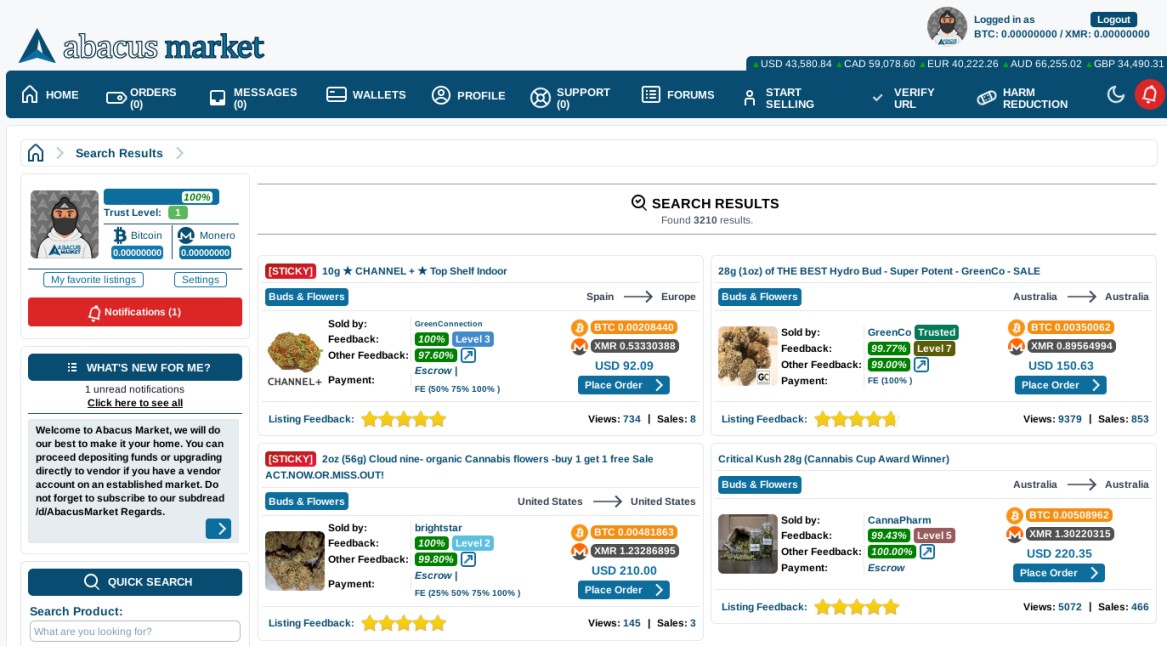 abacus market
Logged in as
Logout
BTC: 0.00000000 / XMR: 0.00000000
▲USD 43,580.84 ▲CAD 59,078.60 ▲EUR 40,222.26 ▲AUD 66,255.02 ▲GBP 34,490.31
HOME
ORDERS (0)
MESSAGES (0)
WALLETS
PROFILE
SUPPORT (0)
FORUMS
START SELLING
VERIFY URL
HARM REDUCTION
Search Results
100%
Trust Level: 1
Bitcoin
Monero
0.00000000
0.00000000
ABACUS MARKET
My favorite listings
Settings
Notifications (1)
WHAT'S NEW FOR ME?
1 unread notifications
Click here to see all
Welcome to Abacus Market, we will do
our best to make it your home. You can
proceed depositing funds or upgrading
directly to vendor if you have a vendor
account on an established market. Do
not forget to subscribe to our subdread
/d/AbacusMarket Regards.
QUICK SEARCH
Search Product:
What are you looking for?
SEARCH RESULTS
Found 3210 results.
[STICKY] 10g ★ CHANNEL + ★ Top Shelf Indoor
Buds & Flowers
Spain
Europe
CHANNEL+
Sold by: GreenConnection
Feedback: 100% Level 3
Other Feedback: 97.60%
Payment: Escrow |
FE (50% 75% 100% )
BTC 0.00208440
XMR 0.53330388
USD 92.09
Place Order
Listing Feedback:
Views: 734 | Sales: 8
28g (1oz) of THE BEST Hydro Bud - Super Potent - GreenCo - SALE
Buds & Flowers
Australia
Australia
GC
Sold by: GreenCo Trusted
Feedback: 99.77% Level 7
Other Feedback: 99.00%
Payment: FE (100% )
BTC 0.00350062
XMR 0.89564994
USD 150.63
Place Order
Listing Feedback:
Views: 9379 | Sales: 853
[STICKY] 2oz (56g) Cloud nine- organic Cannabis flowers -buy 1 get 1 free Sale
ACT.NOW.OR.MISS.OUT!
Buds & Flowers
United States
United States
Sold by: brightstar
Feedback: 100% Level 2
Other Feedback: 99.80%
Payment: Escrow |
FE (25% 50% 75% 100% )
BTC 0.00481863
XMR 1.23286895
USD 210.00
Place Order
Listing Feedback:
Views: 145 | Sales: 3
Critical Kush 28g (Cannabis Cup Award Winner)
Buds & Flowers
Australia
Australia
Sold by: CannaPharm
Feedback: 99.43% Level 5
Other Feedback: 100.00%
Payment: Escrow
BTC 0.00508962
XMR 1.30220315
USD 220.35
Place Order
Listing Feedback:
Views: 5072 | Sales: 466